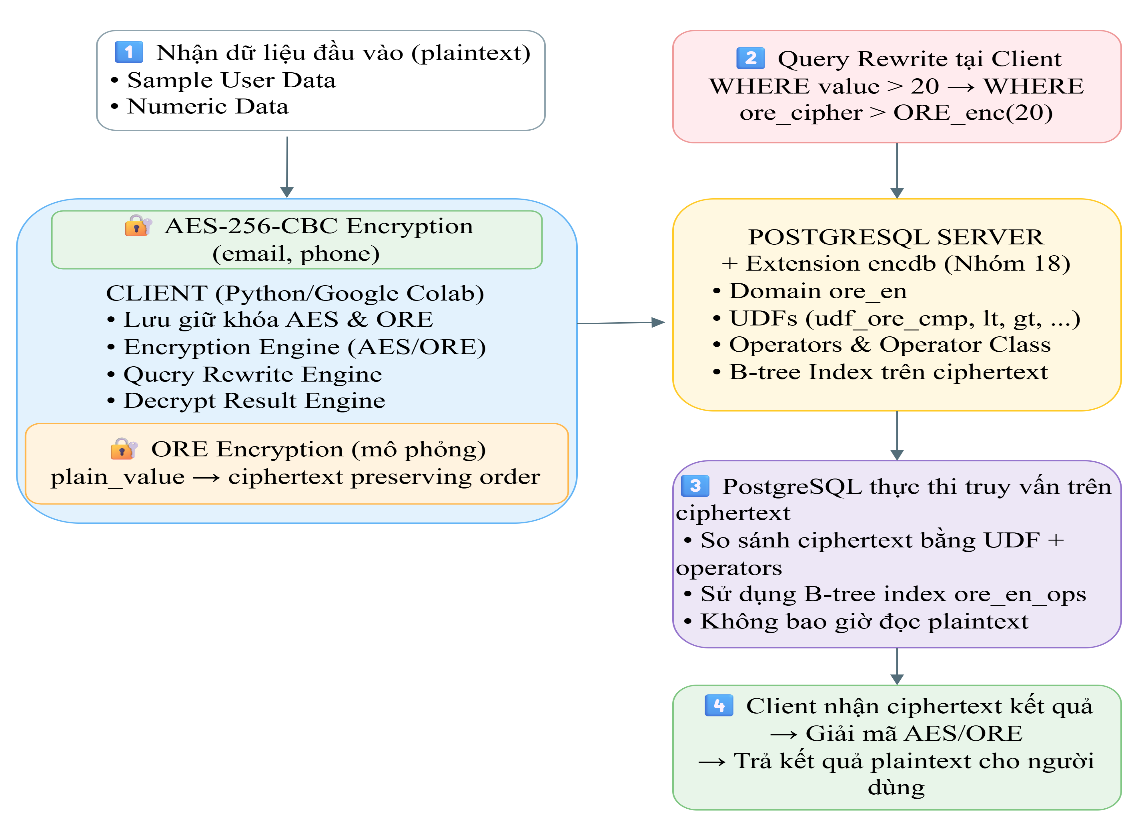 1 Nhận dữ liệu đầu vào (plaintext)
• Sample User Data
• Numeric Data
🔐 AES-256-CBC Encryption
(email, phone)
CLIENT (Python/Google Colab)
• Lưu giữ khóa AES & ORE
• Encryption Engine (AES/ORE)
• Query Rewrite Engine
• Decrypt Result Engine
🔐 ORE Encryption (mô phỏng)
plain_value → ciphertext preserving order
2 Query Rewrite tại Client
WHERE value > 20 → WHERE
ore_cipher > ORE_enc(20)
POSTGRESQL SERVER
+ Extension encdb (Nhóm 18)
• Domain ore_en
• UDFs (udf_ore_cmp, lt, gt, ...)
• Operators & Operator Class
• B-tree Index trên ciphertext
3 PostgreSQL thực thi truy vấn trên
ciphertext
• So sánh ciphertext bằng UDF +
operators
• Sử dụng B-tree index ore_en_ops
• Không bao giờ đọc plaintext
4 Client nhận ciphertext kết quả
→ Giải mã AES/ORE
→ Trả kết quả plaintext cho người
dùng